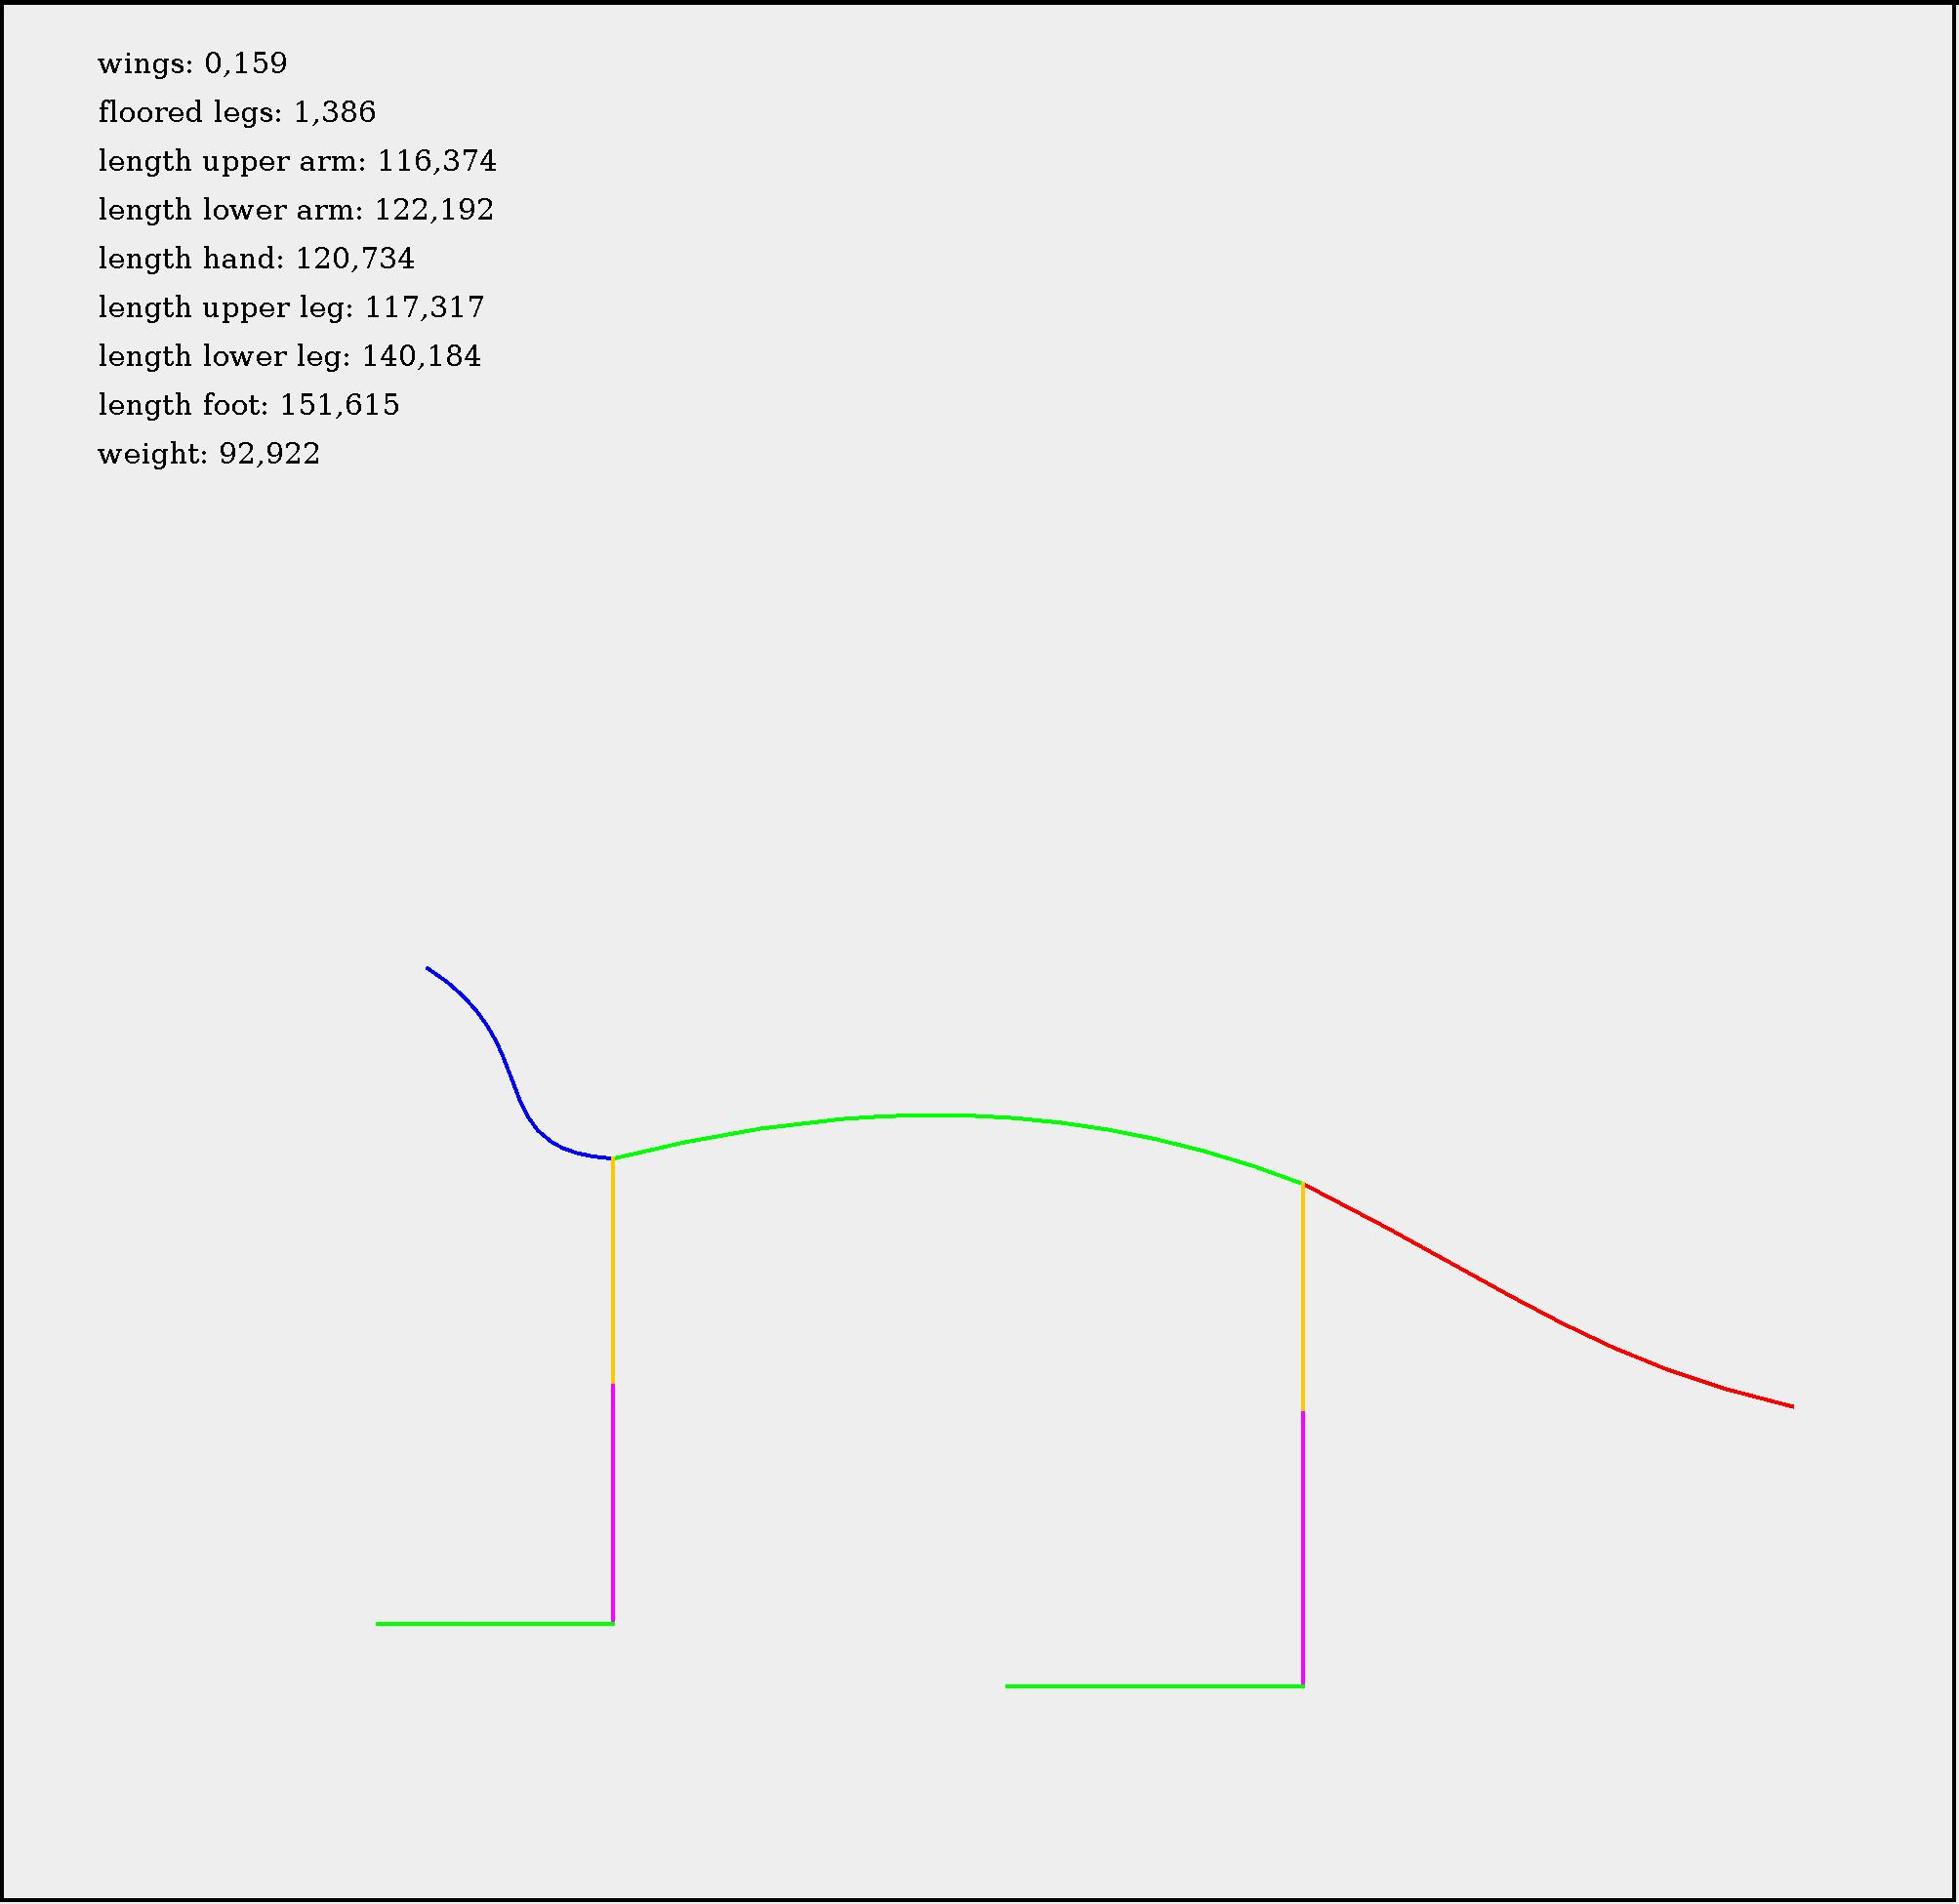 wings: 0,159
floored legs: 1,386
length upper arm: 116,374
length lower arm: 122,192
length hand: 120,734
length upper leg: 117,317
length lower leg: 140,184
length foot: 151,615
weight: 92,922